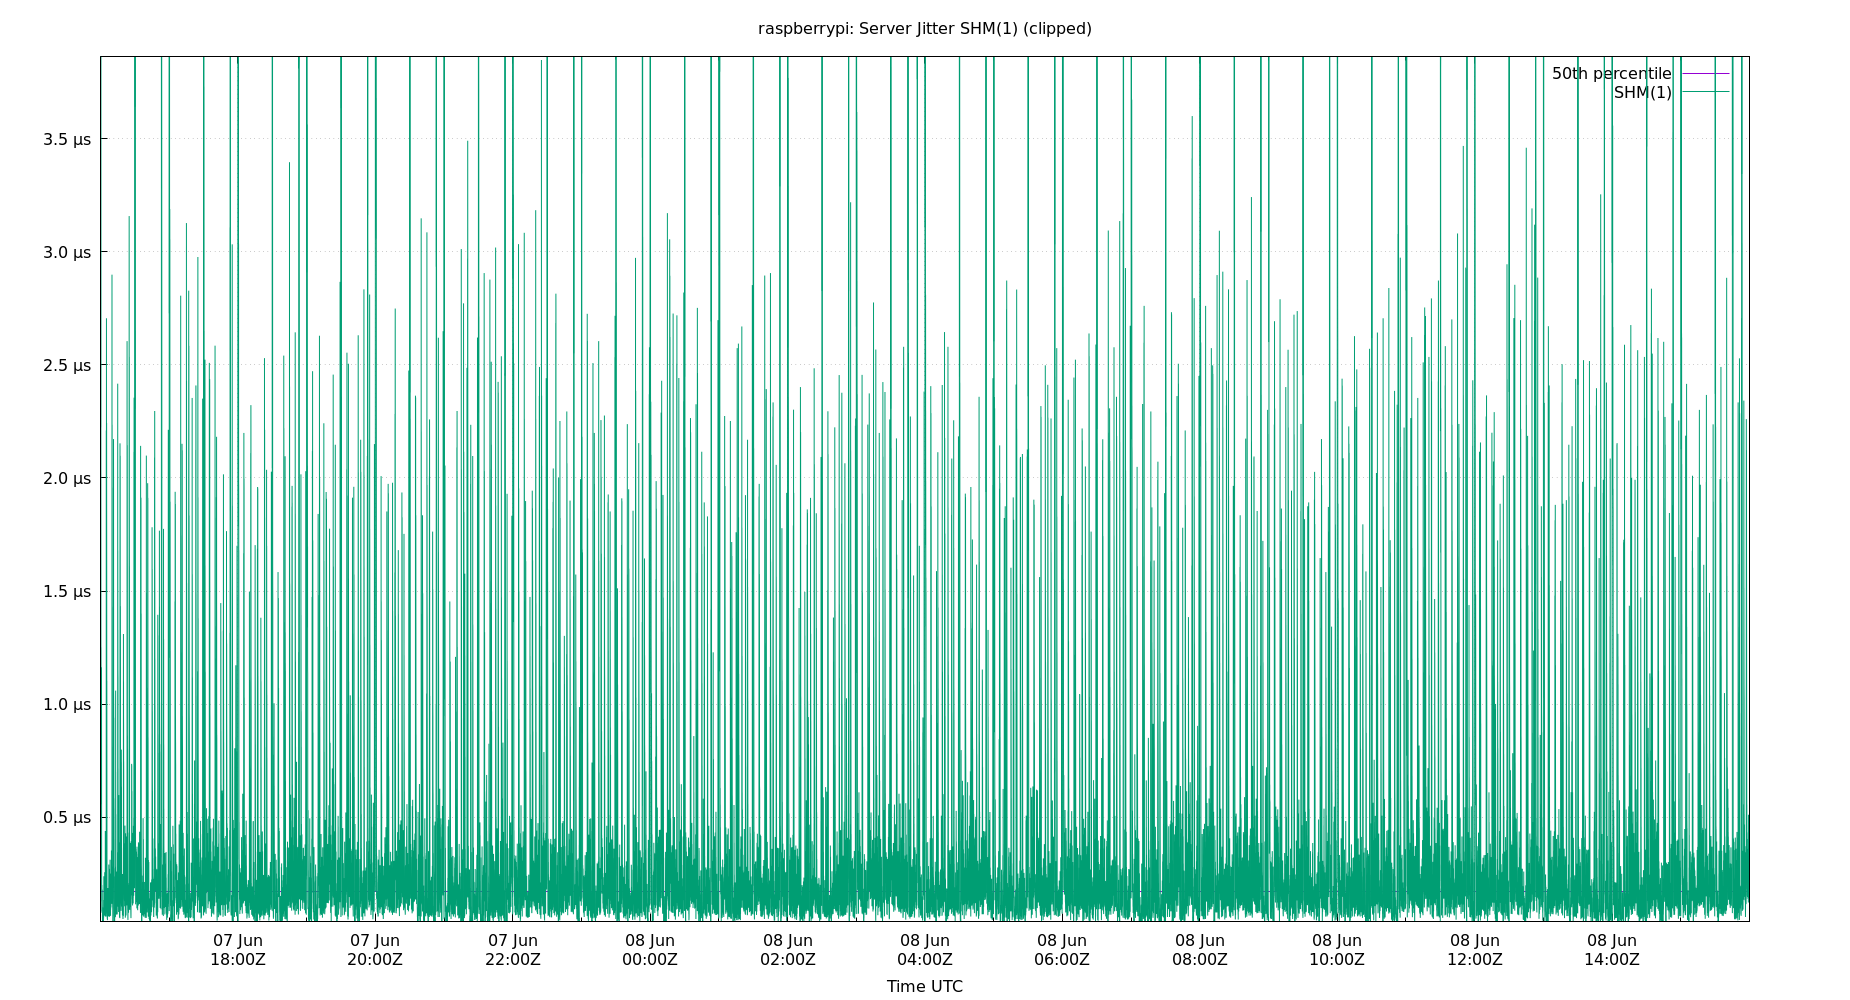 raspberrypi: Server Jitter SHM(1) (clipped)
50th percentile
SHM(1)
3.5 µs
3.0 µs
2.5 µs
2.0 µs
1.5 µs
1.0 µs
0.5 µs
07 Jun 07 Jun 07 Jun 08 Jun 08 Jun 08 Jun 08 Jun 08 Jun 08 Jun 08 Jun 08 Jun
18:00Z 20:00Z 22:00Z 00:00Z 02:00Z 04:00Z 06:00Z 08:00Z 10:00Z 12:00Z 14:00Z
Time UTC